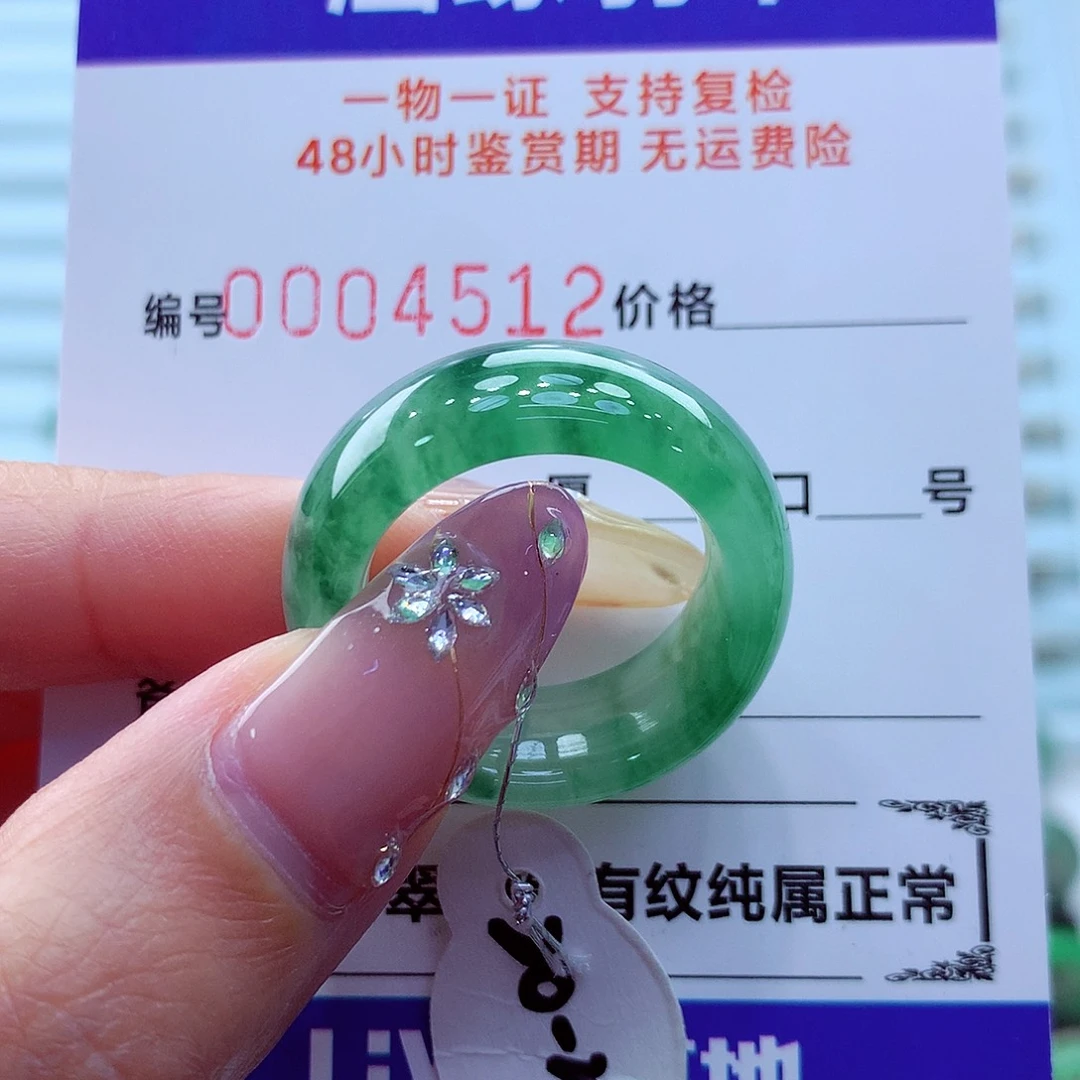 一物一证 支持复检
48小时鉴赏期 无运费险
编号0004512价格
口 号
翠 有纹纯属正常
地